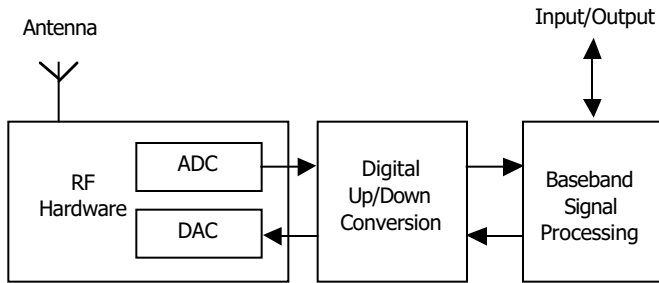 Antenna
Input/Output
RF
Hardware
ADC
DAC
Digital
Up/Down
Conversion
Baseband
Signal
Processing